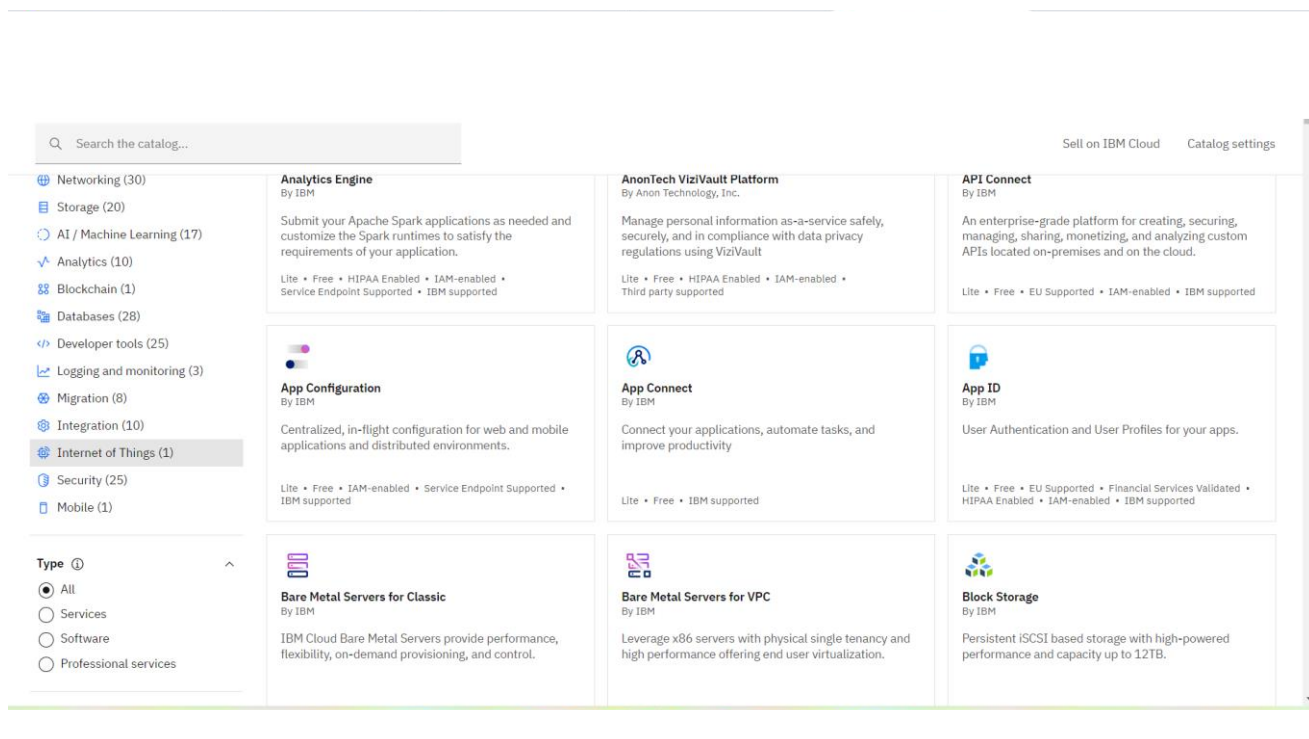 Search the catalog...
Sell on IBM Cloud
Catalog settings
Networking (30)
Storage (20)
AI / Machine Learning (17)
Analytics (10)
Blockchain (1)
Databases (28)
Developer tools (25)
Logging and monitoring (3)
Migration (8)
Integration (10)
Internet of Things (1)
Security (25)
Mobile (1)
Type
All
Services
Software
Professional services
Analytics Engine
By IBM
Submit your Apache Spark applications as needed and
customize the Spark runtimes to satisfy the
requirements of your application.
Lite • Free • HIPAA Enabled • IAM-enabled •
Service Endpoint Supported • IBM supported
AnonTech ViziVault Platform
By Anon Technology, Inc.
Manage personal information as-a-service safely,
securely, and in compliance with data privacy
regulations using ViziVault
Lite • Free • HIPAA Enabled • IAM-enabled •
Third party supported
API Connect
By IBM
An enterprise-grade platform for creating, securing,
managing, sharing, monetizing, and analyzing custom
APIs located on-premises and on the cloud.
Lite • Free • EU Supported • IAM-enabled • IBM supported
App Configuration
By IBM
Centralized, in-flight configuration for web and mobile
applications and distributed environments.
Lite • Free • IAM-enabled • Service Endpoint Supported •
IBM supported
App Connect
By IBM
Connect your applications, automate tasks, and
improve productivity
Lite • Free • IBM supported
App ID
By IBM
User Authentication and User Profiles for your apps.
Lite • Free • EU Supported • Financial Services Validated •
HIPAA Enabled • IAM-enabled • IBM supported
Bare Metal Servers for Classic
By IBM
IBM Cloud Bare Metal Servers provide performance,
flexibility, on-demand provisioning, and control.
Bare Metal Servers for VPC
By IBM
Leverage x86 servers with physical single tenancy and
high performance offering end user virtualization.
Block Storage
By IBM
Persistent iSCSI based storage with high-powered
performance and capacity up to 12TB.